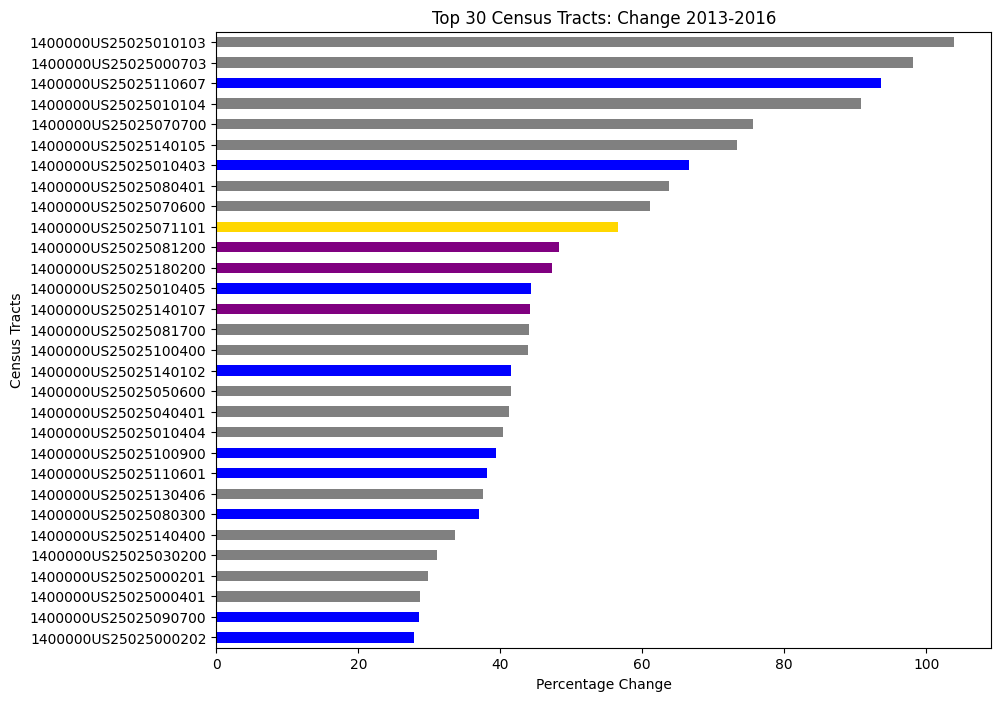 Top 30 Census Tracts: Change 2013-2016
1400000US25025010103
1400000US25025000703
1400000US25025110607
1400000US25025010104
1400000US25025070700
1400000US25025140105
1400000US25025010403
1400000US25025080401
1400000US25025070600
1400000US25025071101
1400000US25025081200
1400000US25025180200
1400000US25025010405
1400000US25025140107
1400000US25025081700
1400000US25025100400
1400000US25025140102
1400000US25025050600
1400000US25025040401
1400000US25025010404
1400000US25025100900
1400000US25025110601
1400000US25025130406
1400000US25025080300
1400000US25025140400
1400000US25025030200
1400000US25025000201
1400000US25025000401
1400000US25025090700
1400000US25025000202
Census Tracts
0 20 40 60 80 100
Percentage Change